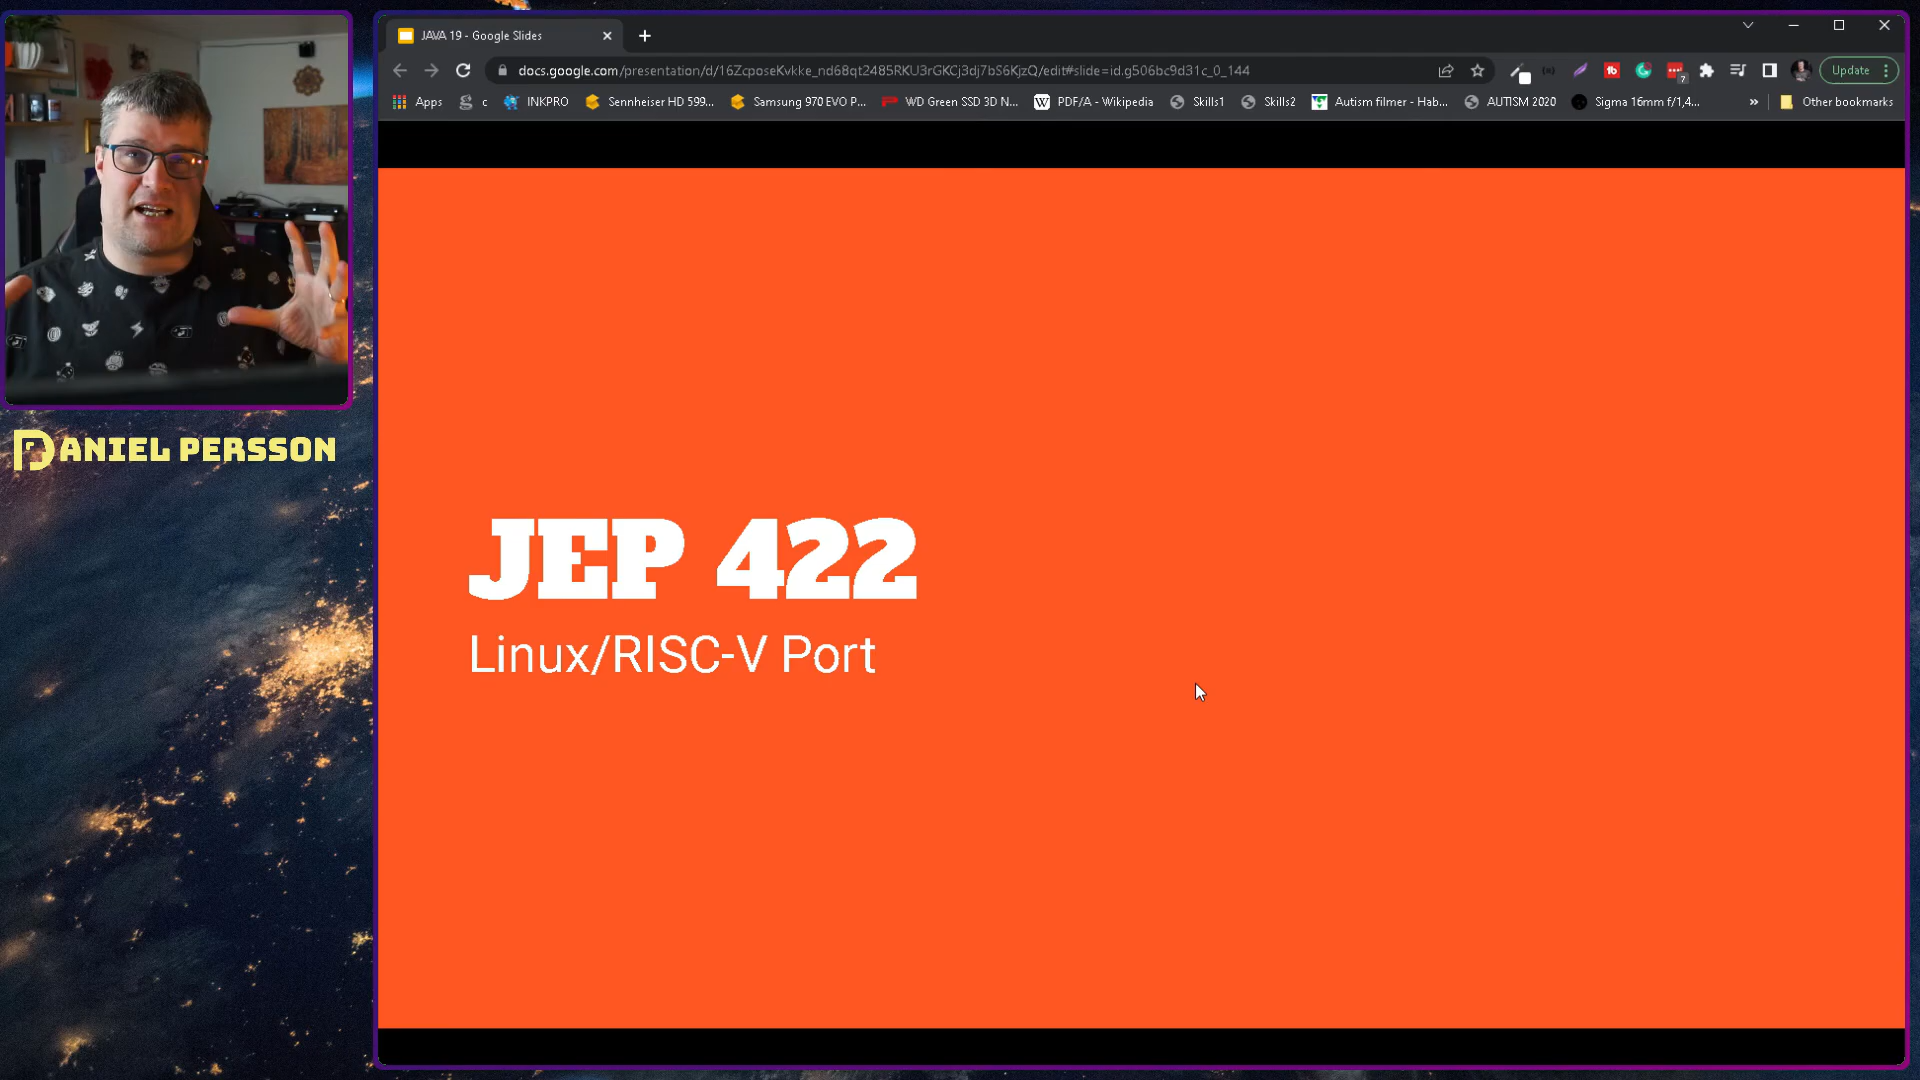 JAVA 19 - Google Slides
docs.google.com/presentation/d/16ZcposeKvkke_nd68qt2485RKU3rGKCj3dj7bS6KjzQ/edit#slide=id.g506bc9d31c_0_144
Update
7
Apps
c
INKPRO
Sennheiser HD 599...
Samsung 970 EVO P...
WD Green SSD 3D N...
W
PDF/A - Wikipedia
Skills1
Skills2
Autism filmer - Hab...
AUTISM 2020
Sigma 16mm f/1,4...
»
Other bookmarks
DANIEL PERSSON
JEP 422
Linux/RISC-V Port